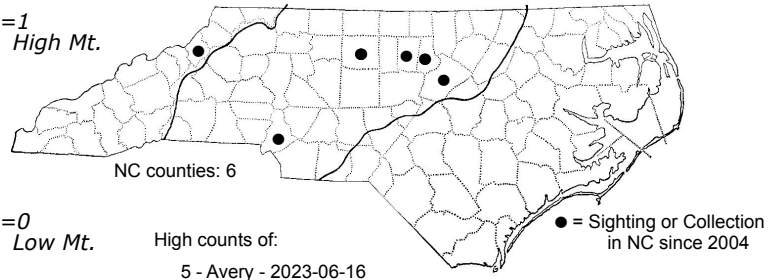 =1
High Mt.
NC counties: 6
=0
Low Mt.
High counts of:
5 - Avery - 2023-06-16
● = Sighting or Collection
in NC since 2004